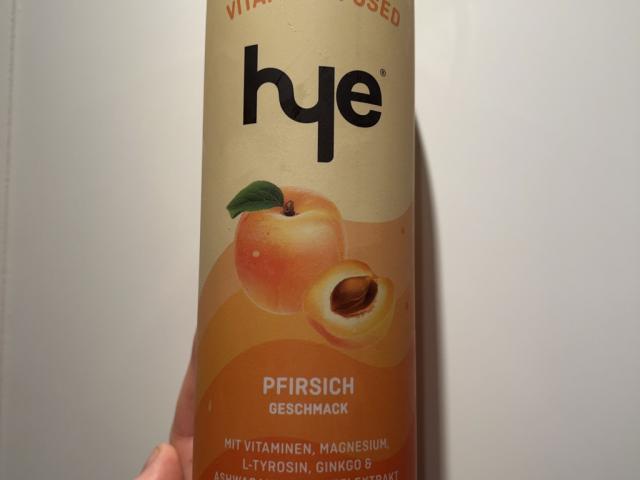 hye®
PFIRSICH
GESCHMACK
MIT VITAMINEN, MAGNESIUM,
L-TYROSIN, GINKGO &